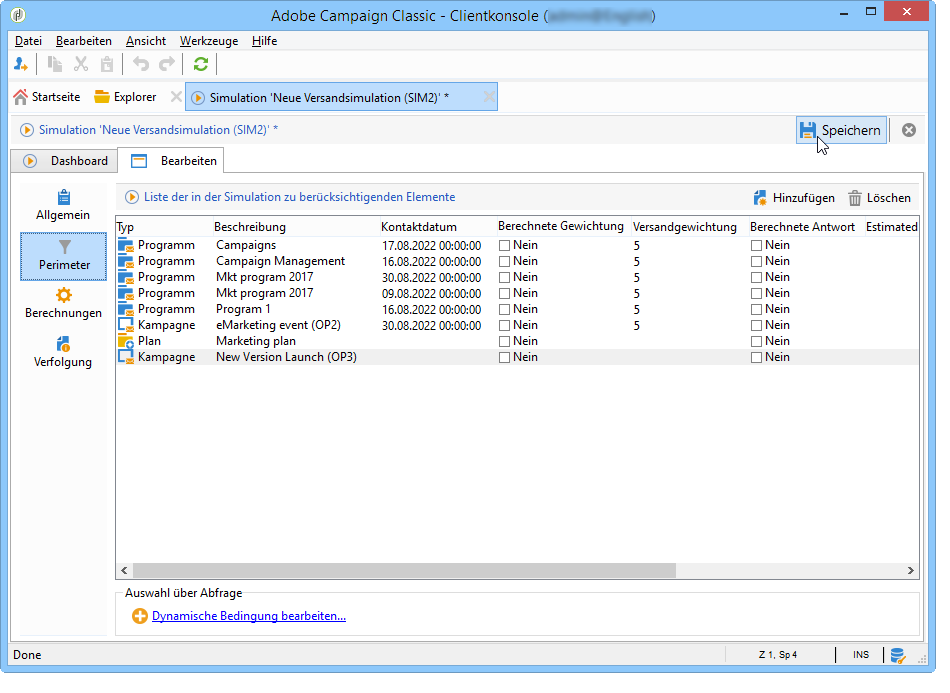 Adobe Campaign Classic - Clientkonsole ( )
Datei Bearbeiten Ansicht Werkzeuge Hilfe
Startseite Explorer Simulation 'Neue Versandsimulation (SIM2)' *
Simulation 'Neue Versandsimulation (SIM2)' * Speichern
Dashboard Bearbeiten
Allgemein
Perimeter
Berechnungen
Verfolgung
Liste der in der Simulation zu berücksichtigenden Elemente Hinzufügen Löschen
Typ Beschreibung Kontaktdatum Berechnete Gewichtung Versandgewichtung Berechnete Antwort Estimated
Programm Campaigns 17.08.2022 00:00:00 Nein 5 Nein
Programm Campaign Management 16.08.2022 00:00:00 Nein 5 Nein
Programm Mkt program 2017 30.08.2022 00:00:00 Nein 5 Nein
Programm Mkt program 2017 09.08.2022 00:00:00 Nein 5 Nein
Programm Program 1 16.08.2022 00:00:00 Nein 5 Nein
Kampagne eMarketing event (OP2) 30.08.2022 00:00:00 Nein 5 Nein
Plan Marketing plan Nein Nein
Kampagne New Version Launch (OP3) Nein Nein
Auswahl über Abfrage
Dynamische Bedingung bearbeiten...
Done Z 1, Sp 4 INS